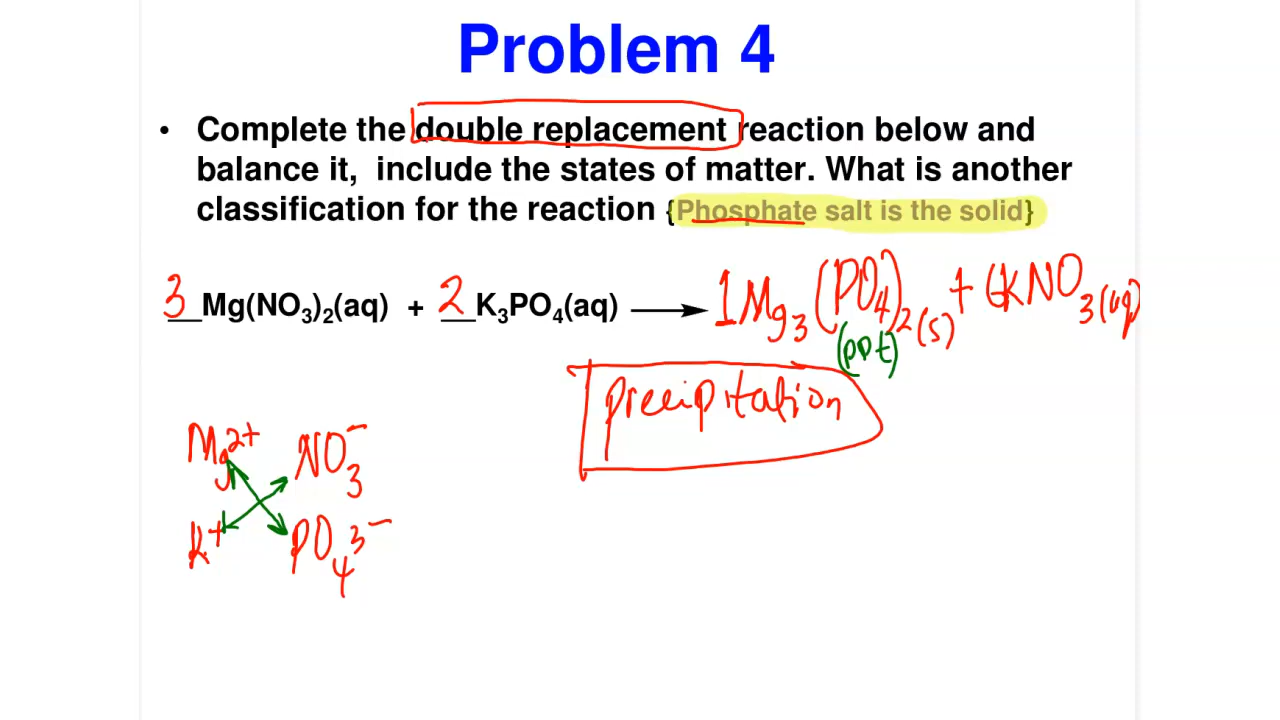 Problem 4
• Complete the double replacement reaction below and
balance it, include the states of matter. What is another
classification for the reaction {Phosphate salt is the solid}
3 Mg(NO₃)₂(aq) + 2 K₃PO₄(aq) ⟶ 1Mg₃(PO₄)₂(s) + 6KNO₃(aq)
(ppt)
precipitation
Mg²⁺ NO₃⁻
K⁺ PO₄³⁻